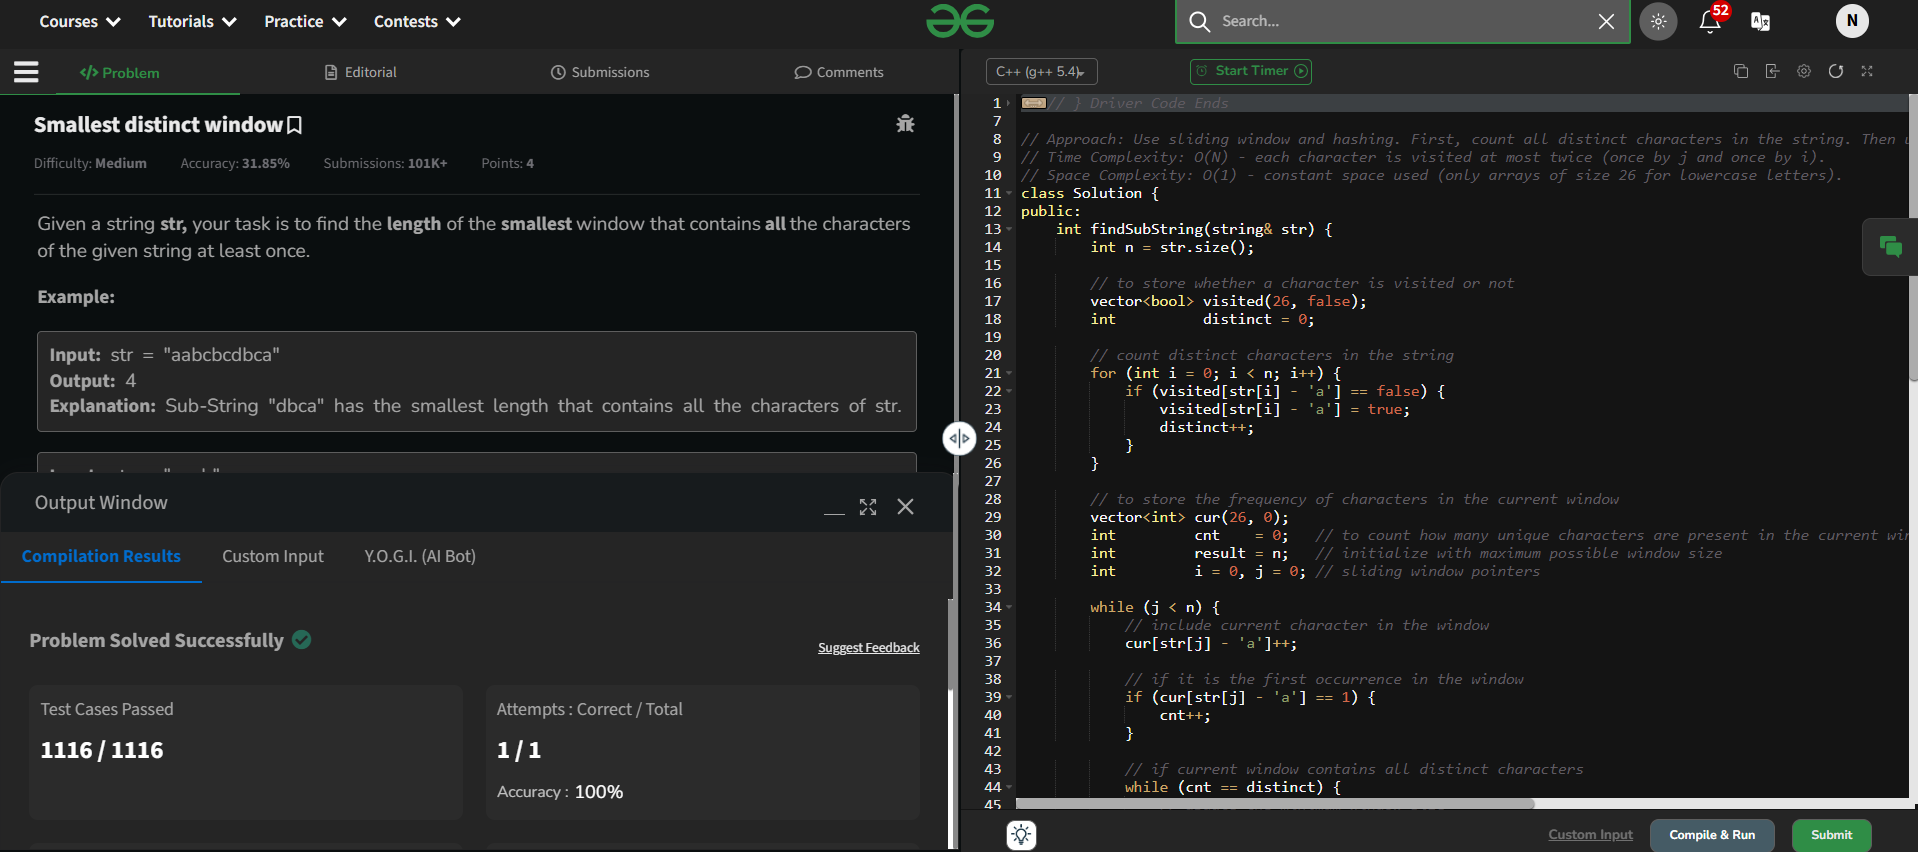 Courses
Tutorials
Practice
Contests
Search...
52
N
</> Problem
Editorial
Submissions
Comments
Smallest distinct window
Difficulty: Medium Accuracy: 31.85% Submissions: 101K+ Points: 4
Given a string str, your task is to find the length of the smallest window that contains all the characters
of the given string at least once.
Example:
Input: str = "aabcbcdbca"
Output: 4
Explanation: Sub-String "dbca" has the smallest length that contains all the characters of str.
Output Window
Compilation Results Custom Input Y.O.G.I. (AI Bot)
Problem Solved Successfully
Suggest Feedback
Test Cases Passed
1116 / 1116
Attempts : Correct / Total
1 / 1
Accuracy : 100%
C++ (g++ 5.4)
Start Timer
1 // } Driver Code Ends
7
8 // Approach: Use sliding window and hashing. First, count all distinct characters in the string. Then
9 // Time Complexity: O(N) - each character is visited at most twice (once by j and once by i).
10 // Space Complexity: O(1) - constant space used (only arrays of size 26 for lowercase letters).
11 class Solution {
12 public:
13 int findSubString(string& str) {
14 int n = str.size();
15
16 // to store whether a character is visited or not
17 vector<bool> visited(26, false);
18 int distinct = 0;
19
20 // count distinct characters in the string
21 for (int i = 0; i < n; i++) {
22 if (visited[str[i] - 'a'] == false) {
23 visited[str[i] - 'a'] = true;
24 distinct++;
25 }
26 }
27
28 // to store the frequency of characters in the current window
29 vector<int> cur(26, 0);
30 int cnt = 0; // to count how many unique characters are present in the current
31 int result = n; // initialize with maximum possible window size
32 int i = 0, j = 0; // sliding window pointers
33
34 while (j < n) {
35 // include current character in the window
36 cur[str[j] - 'a']++;
37
38 // if it is the first occurrence in the window
39 if (cur[str[j] - 'a'] == 1) {
40 cnt++;
41 }
42
43 // if current window contains all distinct characters
44 while (cnt == distinct) {
45
Custom Input
Compile & Run
Submit